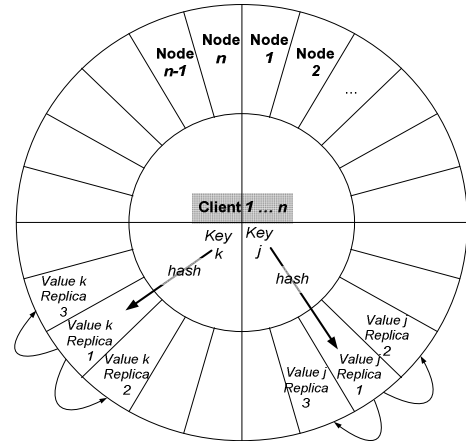 Node
n-1
Node
n
Node
1
Node
2
...
Client 1 ... n
Key
k
Key
j
hash
hash
Value k
Replica
3
Value k
Replica
1
Value k
Replica
2
Value j
Replica
3
Value j
Replica
1
Value j
Replica
2